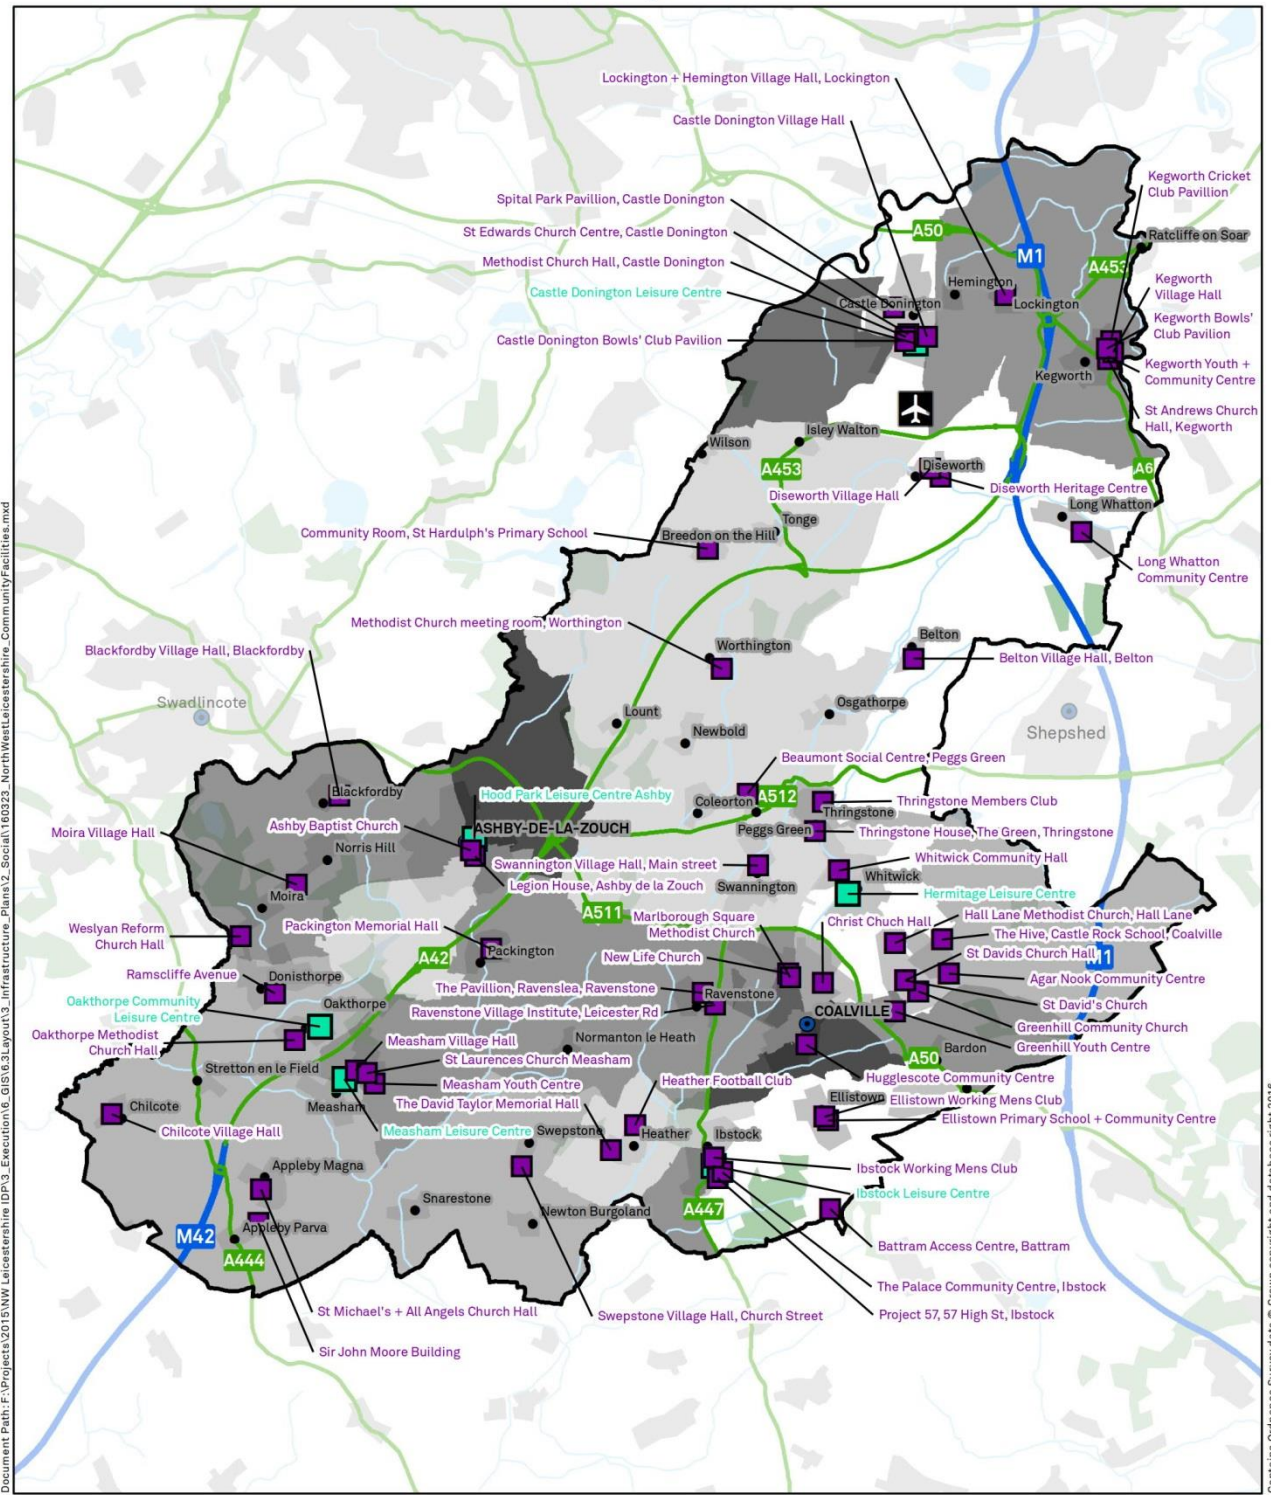 Lockington + Hemington Village Hall, Lockington
Castle Donington Village Hall
Kegworth Cricket
Club Pavillion
Spital Park Pavillion, Castle Donington
St Edwards Church Centre, Castle Donington
A50
Ratcliffe on Soar
M1
Methodist Church Hall, Castle Donington
A453
Kegworth
Village Hall
Hemington
Castle Donington Leisure Centre
Castle Donington
Lockington
Kegworth Bowls'
Club Pavilion
Castle Donington Bowls' Club Pavilion
Kegworth
Kegworth Youth +
Community Centre
St Andrews Church
Hall, Kegworth
Isley Walton
Wilson
A453
Diseworth
A6
Diseworth Village Hall
Diseworth Heritage Centre
Long Whatton
Tonge
Community Room, St Hardulph's Primary School
Breedon on the Hill
Long Whatton
Community Centre
Methodist Church meeting room, Worthington
Belton
Blackfordby Village Hall, Blackfordby
Worthington
Belton Village Hall, Belton
Swadlincote
Osgathorpe
Lount
Newbold
Shepshed
Beaumont Social Centre, Peggs Green
Blackfordby
Hood Park Leisure Centre Ashby
A512
Coleorton
Thringstone Members Club
Thringstone
Moira Village Hall
Ashby Baptist Church
ASHBY-DE-LA-ZOUCH
Peggs Green
Thringstone House, The Green, Thringstone
Norris Hill
Swannington Village Hall, Main street
Whitwick Community Hall
Whitwick
Legion House, Ashby de la Zouch
Swannington
Hermitage Leisure Centre
Moira
A511
Marlborough Square
Methodist Church
Christ Chuch Hall
Hall Lane Methodist Church, Hall Lane
Weslyan Reform
Church Hall
Packington Memorial Hall
The Hive, Castle Rock School, Coalville
Packington
A42
New Life Church
St Davids Church Hall
M1
Ramscliffe Avenue
Donisthorpe
The Pavillion, Ravenslea, Ravenstone
Ravenstone
Agar Nook Community Centre
Oakthorpe Community
Leisure Centre
Oakthorpe
Ravenstone Village Institute, Leicester Rd
COALVILLE
St David's Church
Greenhill Community Church
Oakthorpe Methodist
Church Hall
Measham Village Hall
Normanton le Heath
Greenhill Youth Centre
St Laurences Church Measham
A50
Bardon
Stretton en le Field
Measham Youth Centre
Heather Football Club
Hugglescote Community Centre
Chilcote
Measham
The David Taylor Memorial Hall
Ellistown
Ellistown Working Mens Club
Chilcote Village Hall
Measham Leisure Centre
Swepstone
Heather
Ibstock
Ellistown Primary School + Community Centre
Appleby Magna
Ibstock Working Mens Club
Ibstock Leisure Centre
Snarestone
Newton Burgoland
A447
Appleby Parva
M42
A444
Battram Access Centre, Battram
The Palace Community Centre, Ibstock
St Michael's + All Angels Church Hall
Swepstone Village Hall, Church Street
Project 57, 57 High St, Ibstock
Sir John Moore Building
Document Path: F:\Projects\2015\NW Leicestershire IDP\3_Execution\6_GIS\6.3Layout\3_Infrastructure_Plans\2_Social\160323_NorthWestLeicestershire_CommunityFacilities.mxd